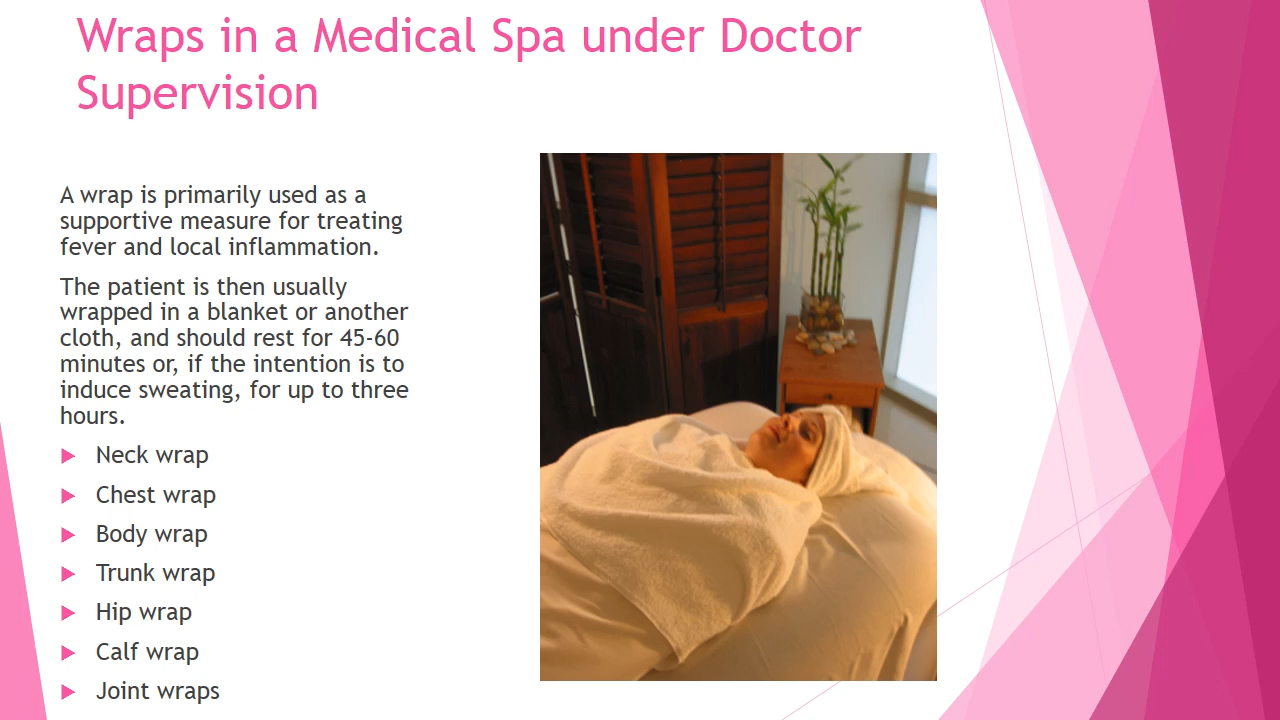 Wraps in a Medical Spa under Doctor
Supervision
A wrap is primarily used as a
supportive measure for treating
fever and local inflammation.
The patient is then usually
wrapped in a blanket or another
cloth, and should rest for 45-60
minutes or, if the intention is to
induce sweating, for up to three
hours.
Neck wrap
Chest wrap
Body wrap
Trunk wrap
Hip wrap
Calf wrap
Joint wraps